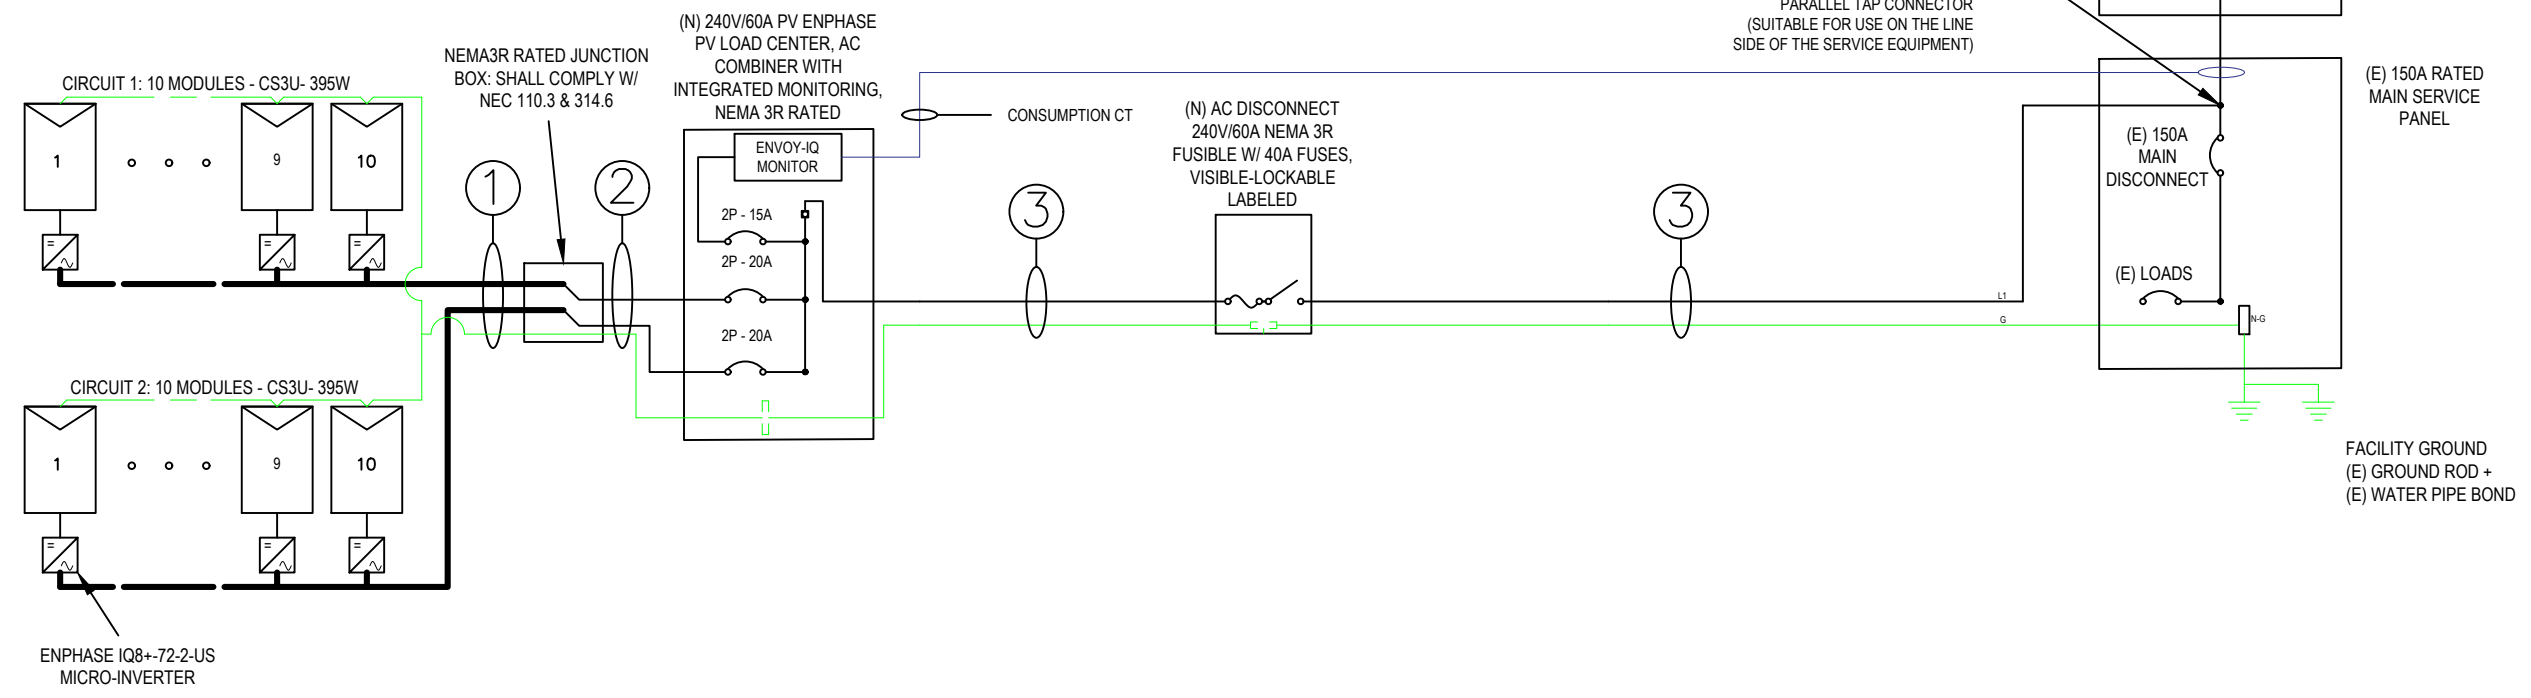 PARALLEL TAP CONNECTOR
(SUITABLE FOR USE ON THE LINE
SIDE OF THE SERVICE EQUIPMENT)
(N) 240V/60A PV ENPHASE
PV LOAD CENTER, AC
COMBINER WITH
INTEGRATED MONITORING,
NEMA 3R RATED
NEMA3R RATED JUNCTION
BOX: SHALL COMPLY W/
NEC 110.3 & 314.6
CIRCUIT 1: 10 MODULES - CS3U- 395W
1
9
10
=
=
=
1
2
ENVOY-IQ
MONITOR
2P - 15A
2P - 20A
2P - 20A
CONSUMPTION CT
3
(N) AC DISCONNECT
240V/60A NEMA 3R
FUSIBLE W/ 40A FUSES,
VISIBLE-LOCKABLE
LABELED
3
L1
G
(E) 150A RATED
MAIN SERVICE
PANEL
(E) 150A
MAIN
DISCONNECT
(E) LOADS
N-G
FACILITY GROUND
(E) GROUND ROD +
(E) WATER PIPE BOND
CIRCUIT 2: 10 MODULES - CS3U- 395W
1
9
10
=
=
=
ENPHASE IQ8+-72-2-US
MICRO-INVERTER